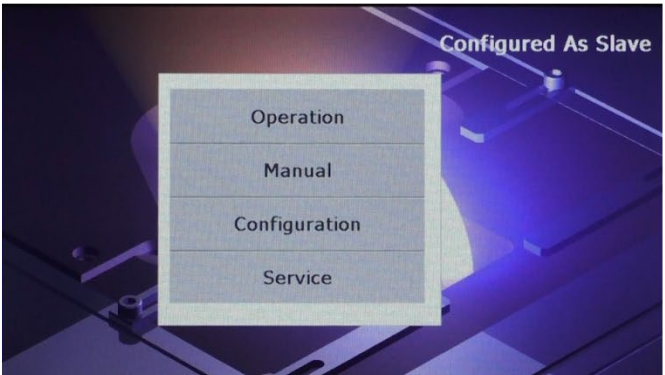 Configured As Slave
Operation
Manual
Configuration
Service